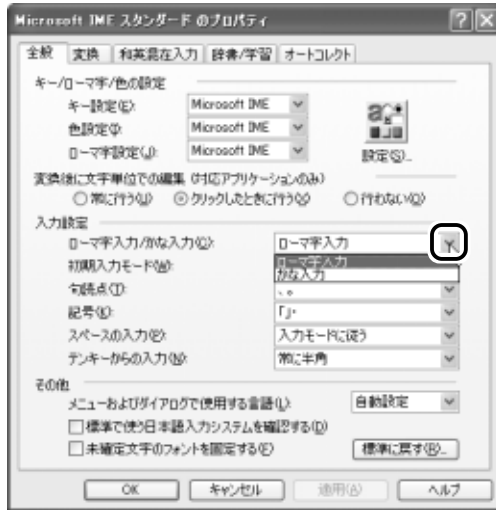 Microsoft IME スタンダード のプロパティ
全般 変換 和英混在入力 辞書/学習 オートコレクト
キー/ローマ字/色の設定
キー設定(E): Microsoft IME
色設定(I): Microsoft IME
ローマ字設定(J): Microsoft IME
設定(S)...
変換後に文字単位での編集 (対応アプリケーションのみ)
常に行う(U) クリックしたときに行う(X) 行わない(Q)
入力設定
ローマ字入力/かな入力(C): ローマ字入力
ローマ字入力
初期入力モード(W): かな入力
句読点(T): 、。
記号(K): 「」・
スペースの入力(P): 入力モードに従う
テンキーからの入力(N): 常に半角
その他
メニューおよびダイアログで使用する言語(L): 自動設定
標準で使う日本語入力システムを確認する(D)
未確定文字のフォントを固定する(F) 標準に戻す(R)...
OK キャンセル 適用(A) ヘルプ